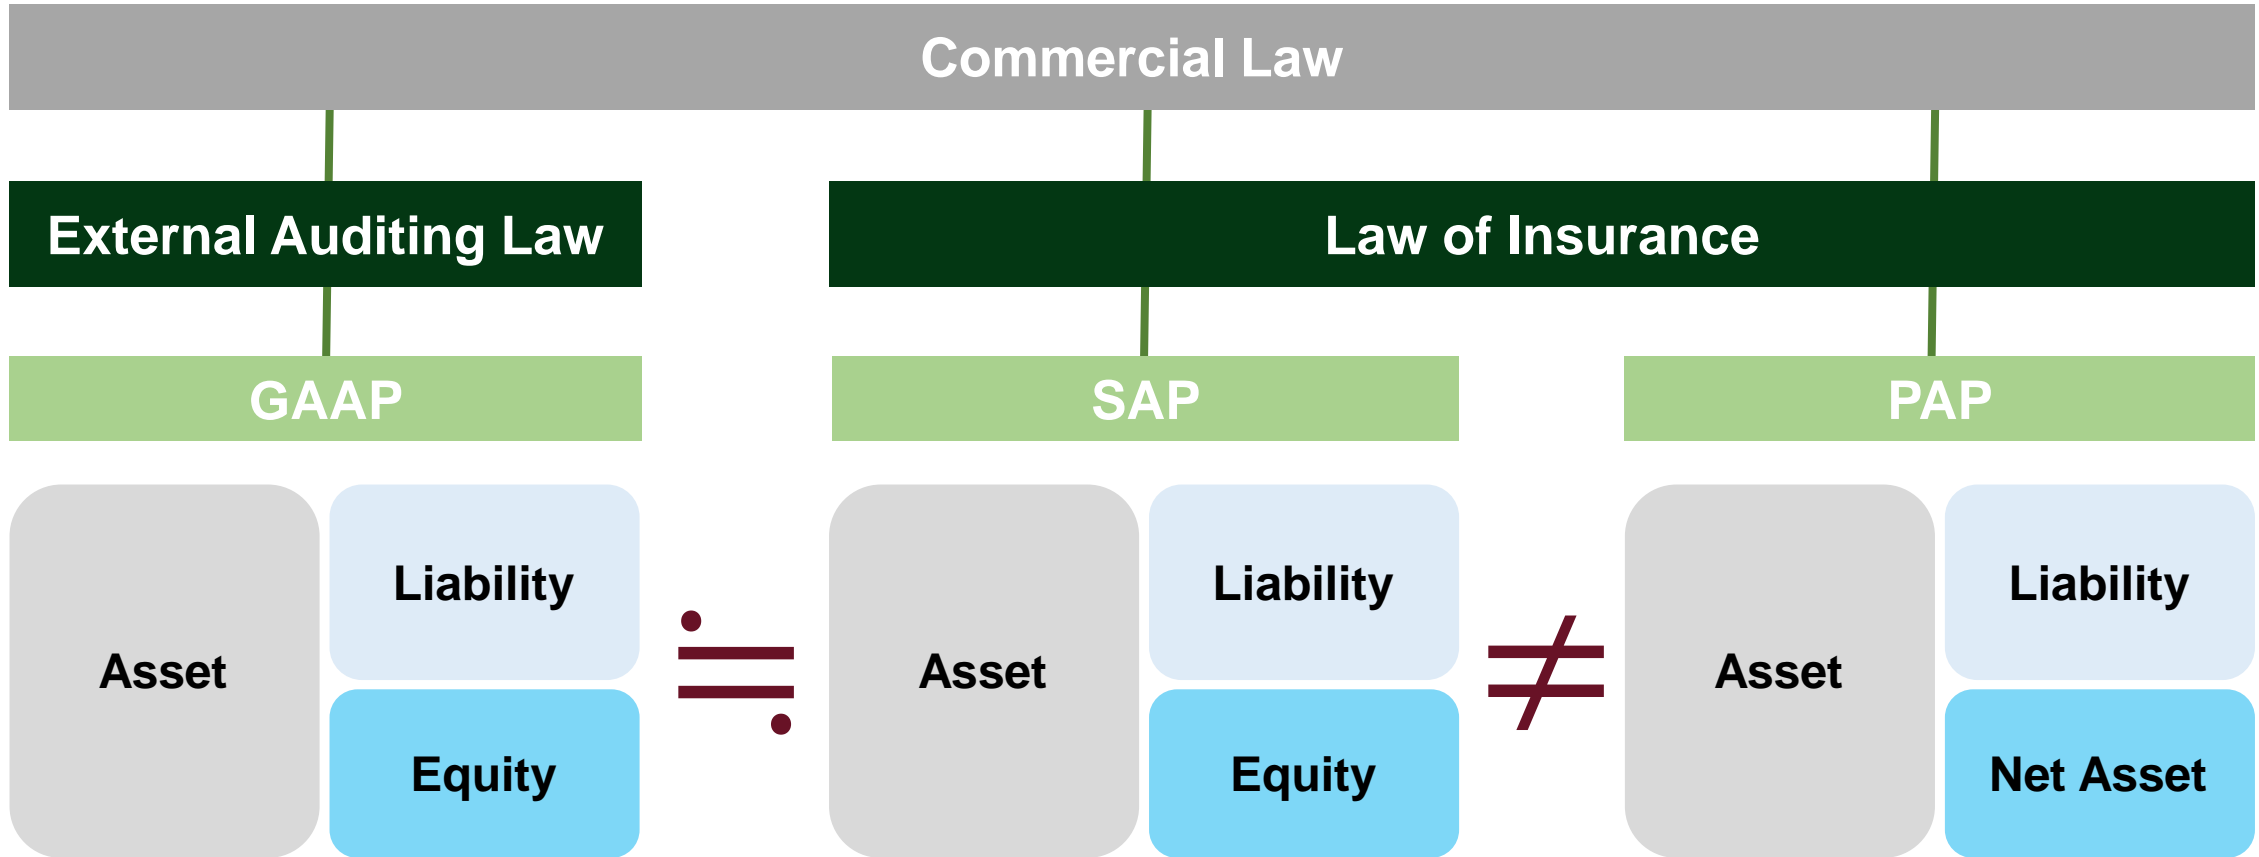 Commercial Law
External Auditing Law
Law of Insurance
GAAP
SAP
PAP
Asset
Liability
Equity
≒
Asset
Liability
Equity
≠
Asset
Liability
Net Asset